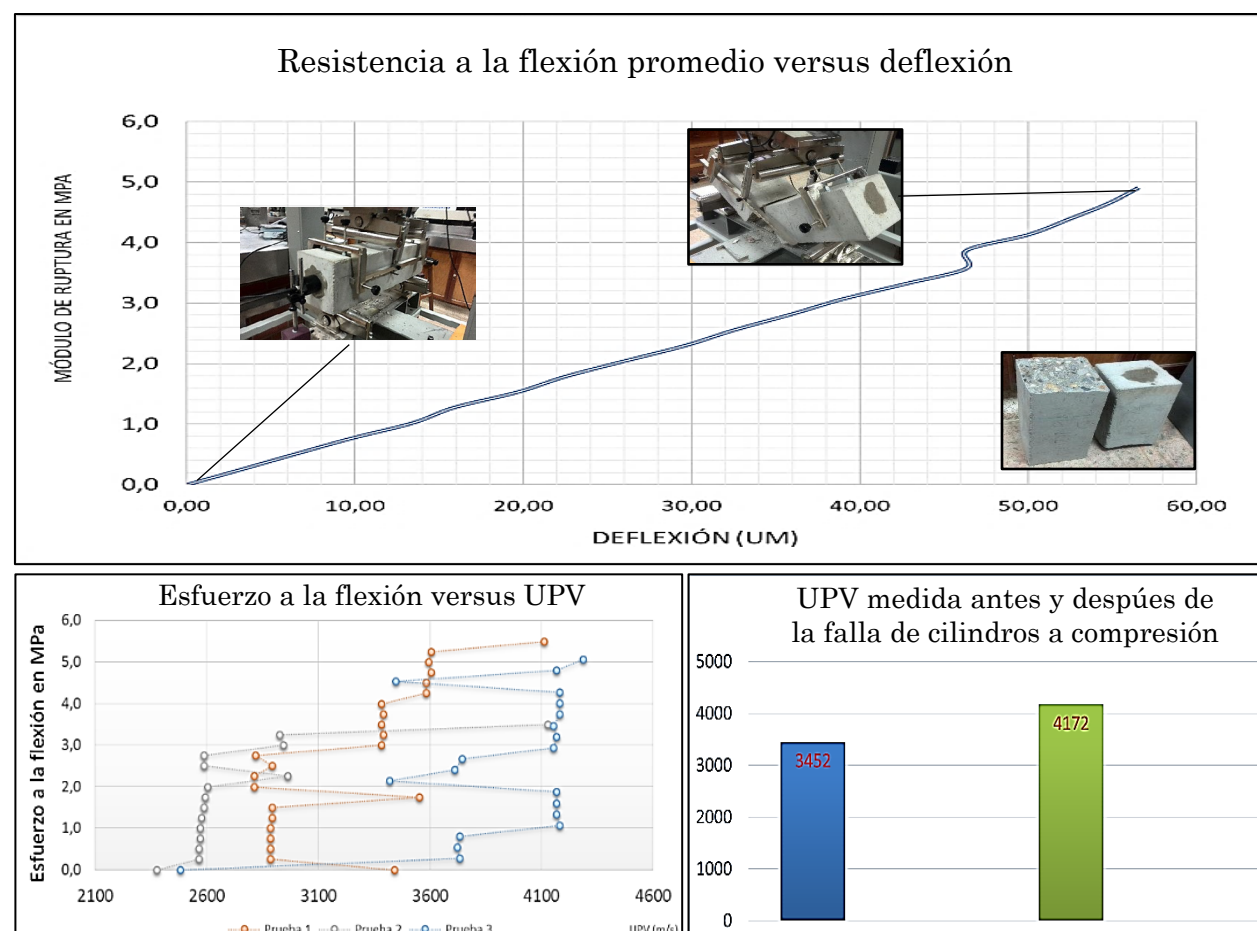 Resistencia a la flexión promedio versus deflexión
MÓDULO DE RUPTURA EN MPA
6,0
5,0
4,0
3,0
2,0
1,0
0,0
0,00 10,00 20,00 30,00 40,00 50,00 60,00
DEFLEXIÓN (UM)
Esfuerzo a la flexión versus UPV
Esfuerzo a la flexión en MPa
6,0
5,0
4,0
3,0
2,0
1,0
0,0
2100 2600 3100 3600 4100 4600
Prueba 1 Prueba 2 Prueba 3 UPV (m/s)
UPV medida antes y despúes de
la falla de cilindros a compresión
5000
4000
3000
2000
1000
0
3452
4172